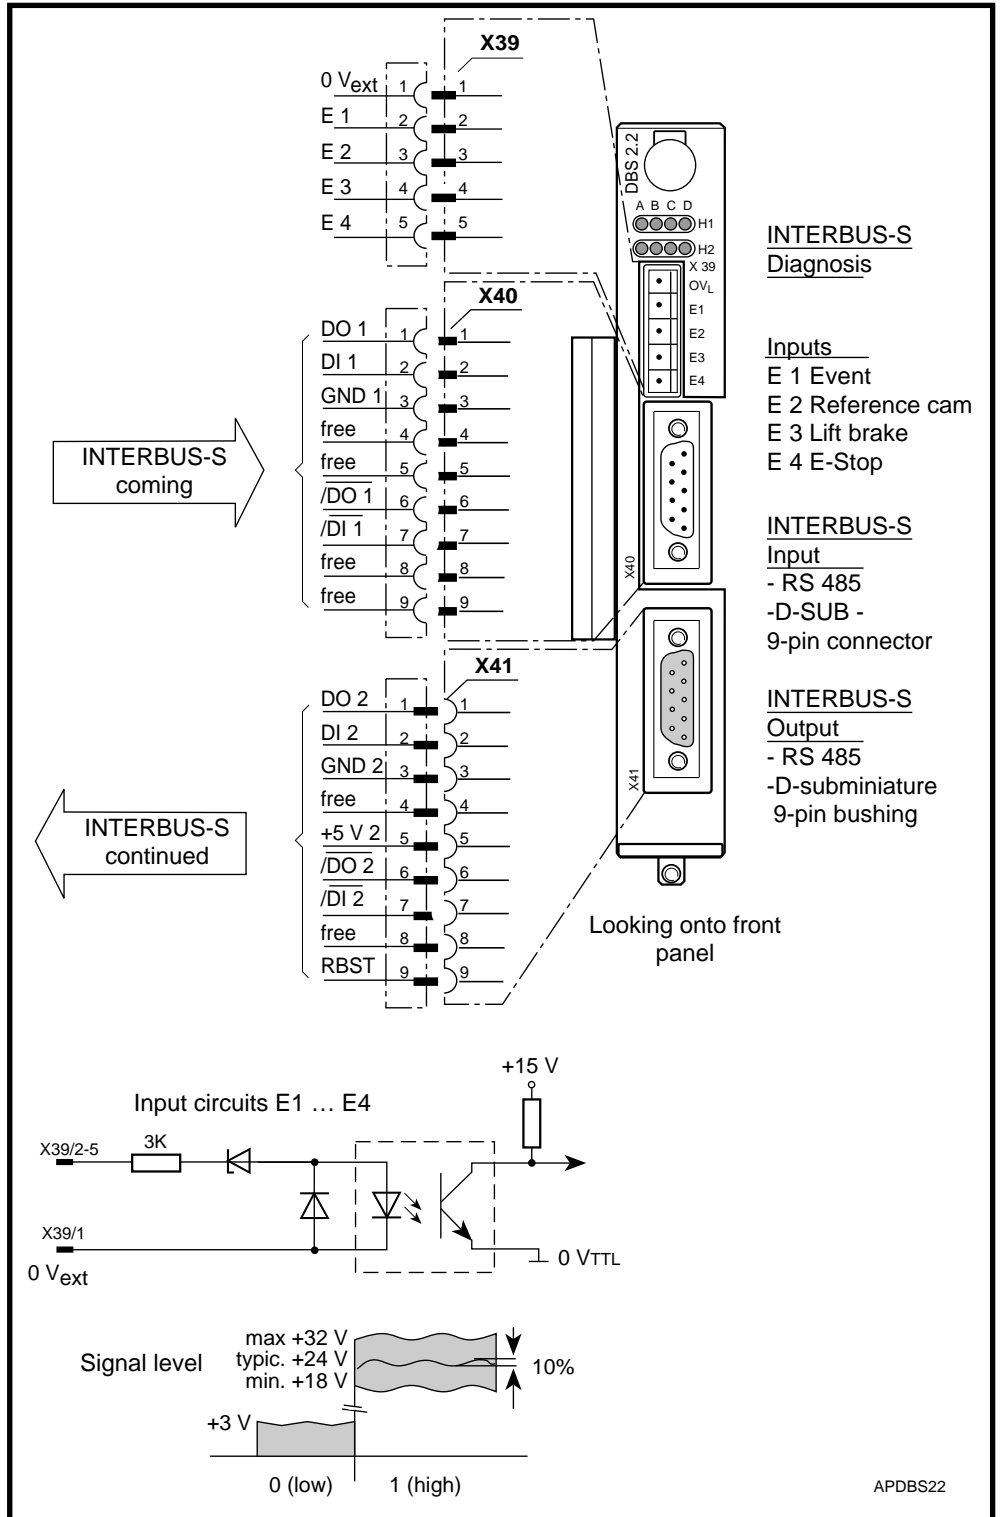 X39
0 Vext 1 1
E 1 2 2
E 2 3 3
E 3 4 4
E 4 5 5
X40
DO 1 1 1
DI 1 2 2
GND 1 3 3
free 4 4
free 5 5
/DO 1 6 6
/DI 1 7 7
free 8 8
free 9 9
INTERBUS-S
coming
X41
DO 2 1 1
DI 2 2 2
GND 2 3 3
free 4 4
+5 V 2 5 5
/DO 2 6 6
/DI 2 7 7
free 8 8
RBST 9 9
INTERBUS-S
continued
DBS 2.2
A B C D
H1
H2
X 39
OVL
E1
E2
E3
E4
X40
X41
Looking onto front
panel
INTERBUS-S
Diagnosis
Inputs
E 1 Event
E 2 Reference cam
E 3 Lift brake
E 4 E-Stop
INTERBUS-S
Input
- RS 485
-D-SUB -
9-pin connector
INTERBUS-S
Output
- RS 485
-D-subminiature
9-pin bushing
+15 V
Input circuits E1 … E4
X39/2-5
3K
X39/1
0 Vext
0 VTTL
Signal level
max +32 V
typic. +24 V
min. +18 V
10%
+3 V
0 (low)
1 (high)
APDBS22